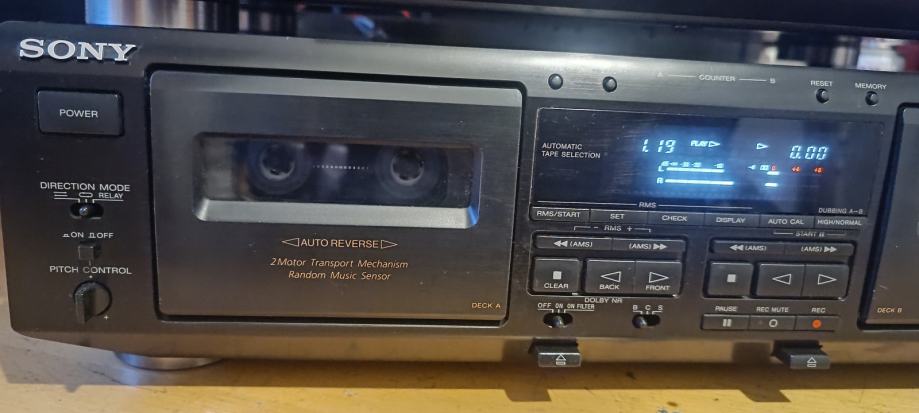 SONY
POWER
DIRECTION MODE
RELAY
ON OFF
PITCH CONTROL
AUTO REVERSE
2Motor Transport Mechanism
Random Music Sensor
DECK A
A COUNTER B
RESET
MEMORY
AUTOMATIC
TAPE SELECTION
1.19 PLAY
0.00
L
R
RMS
DUBBING A–B
RMS/START
SET
CHECK
DISPLAY
AUTO CAL
HIGH/NORMAL
– RMS +
START
(AMS)
(AMS)
(AMS)
(AMS)
CLEAR
BACK
FRONT
DOLBY NR
OFF ON ON FILTER
B C S
PAUSE
REC MUTE
REC
DECK B